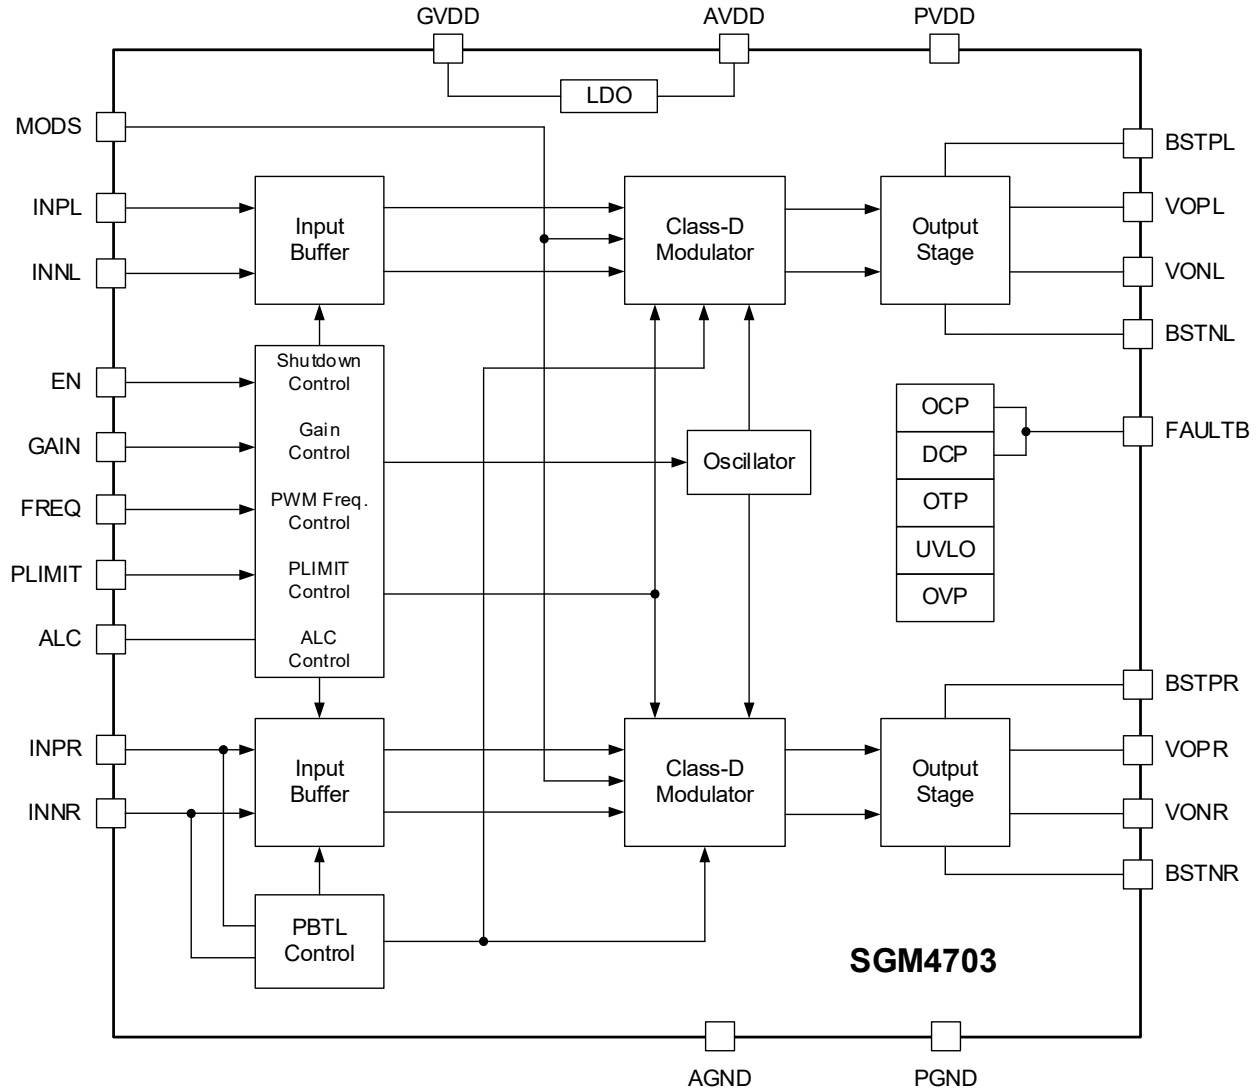 GVDD
AVDD
PVDD
LDO
MODS
BSTPL
INPL
Input
Buffer
Class-D
Modulator
Output
Stage
VOPL
INNL
VONL
BSTNL
EN
Shutdown
Control
OCP
GAIN
Gain
Control
Oscillator
DCP
FAULTB
FREQ
PWM Freq.
Control
OTP
UVLO
PLIMIT
PLIMIT
Control
OVP
ALC
ALC
Control
BSTPR
INPR
Input
Buffer
Class-D
Modulator
Output
Stage
VOPR
INNR
VONR
BSTNR
PBTL
Control
SGM4703
AGND
PGND